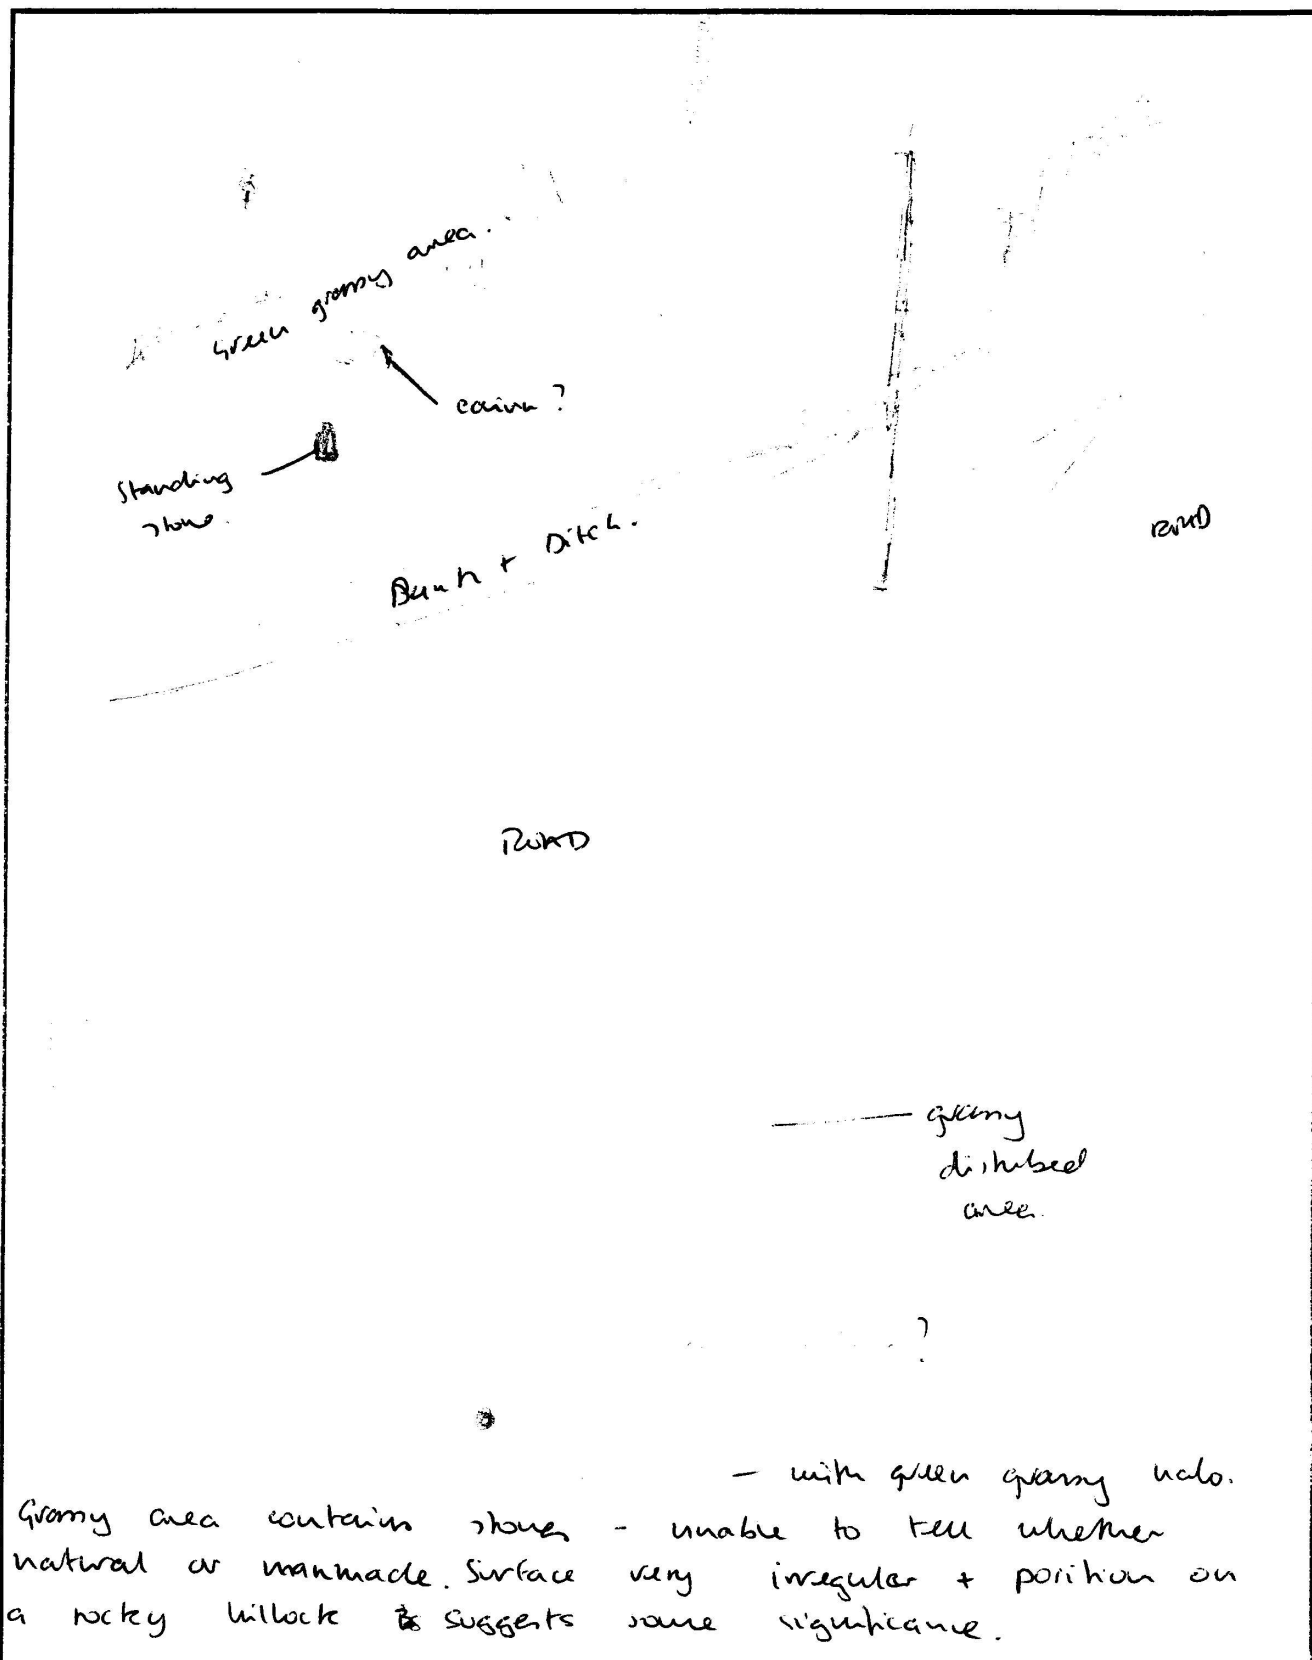 Green grassy area.
cairn ?
Standing
stone.
Bank + Ditch.
ROAD
ROAD
grassy
disturbed
area.
?
- with green grassy halo.
Grassy area contains stones - unable to tell whether
natural or manmade. Surface very irregular + position on
a rocky hillock suggests some significance.